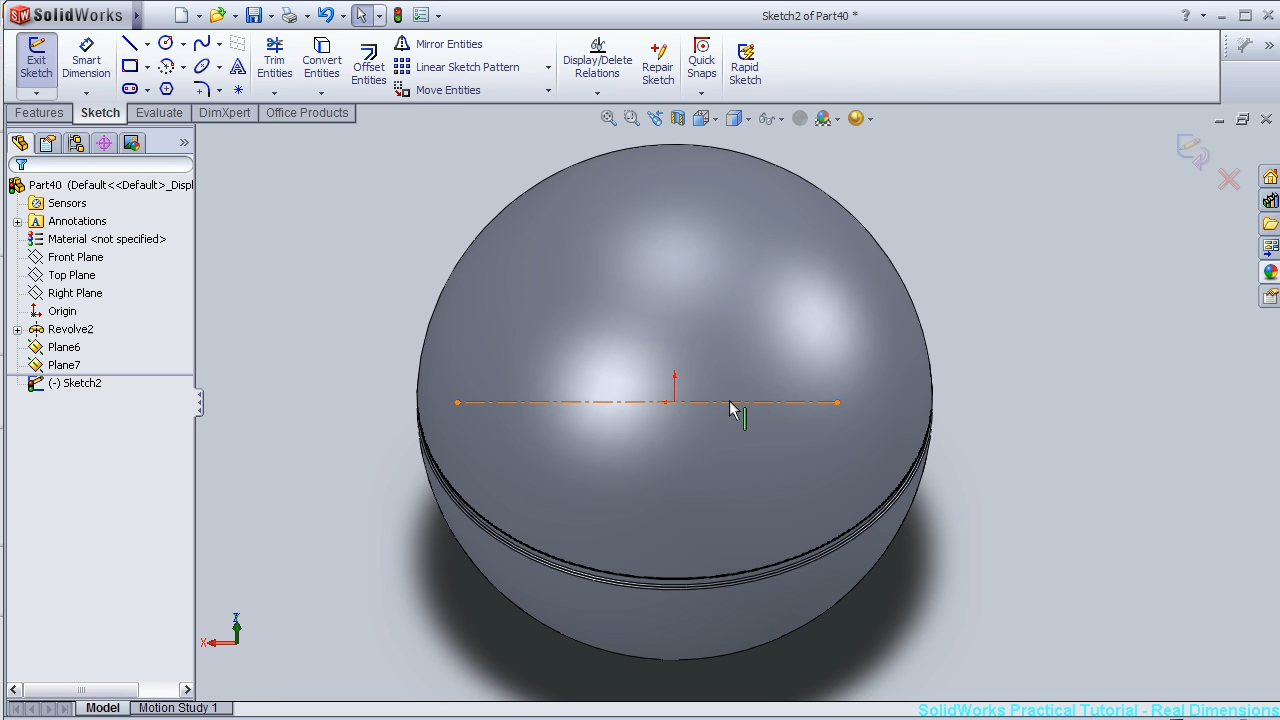 SolidWorks
Sketch2 of Part40 *
Exit Sketch
Smart Dimension
Trim Entities
Convert Entities
Offset Entities
Mirror Entities
Linear Sketch Pattern
Move Entities
Display/Delete Relations
Repair Sketch
Quick Snaps
Rapid Sketch
Features
Sketch
Evaluate
DimXpert
Office Products
Part40 (Default<<Default>_Displ
Sensors
Annotations
Material <not specified>
Front Plane
Top Plane
Right Plane
Origin
Revolve2
Plane6
Plane7
(-) Sketch2
Z
X
Model
Motion Study 1
SolidWorks Practical Tutorial - Real Dimensions